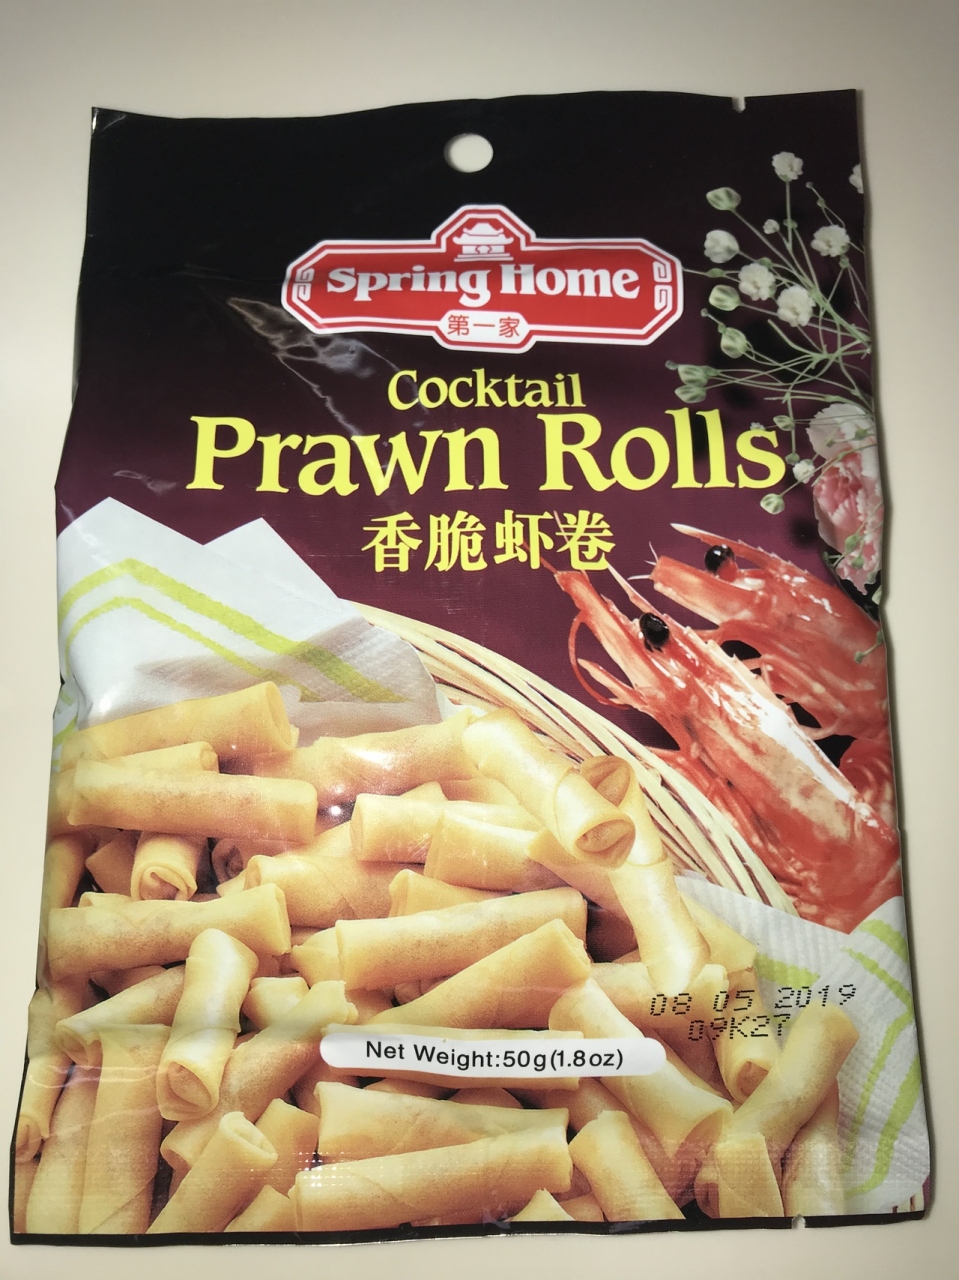 Spring Home
第一家
Cocktail
Prawn Rolls
香脆虾卷
08 05 2019
09K27
Net Weight:50g(1.8oz)